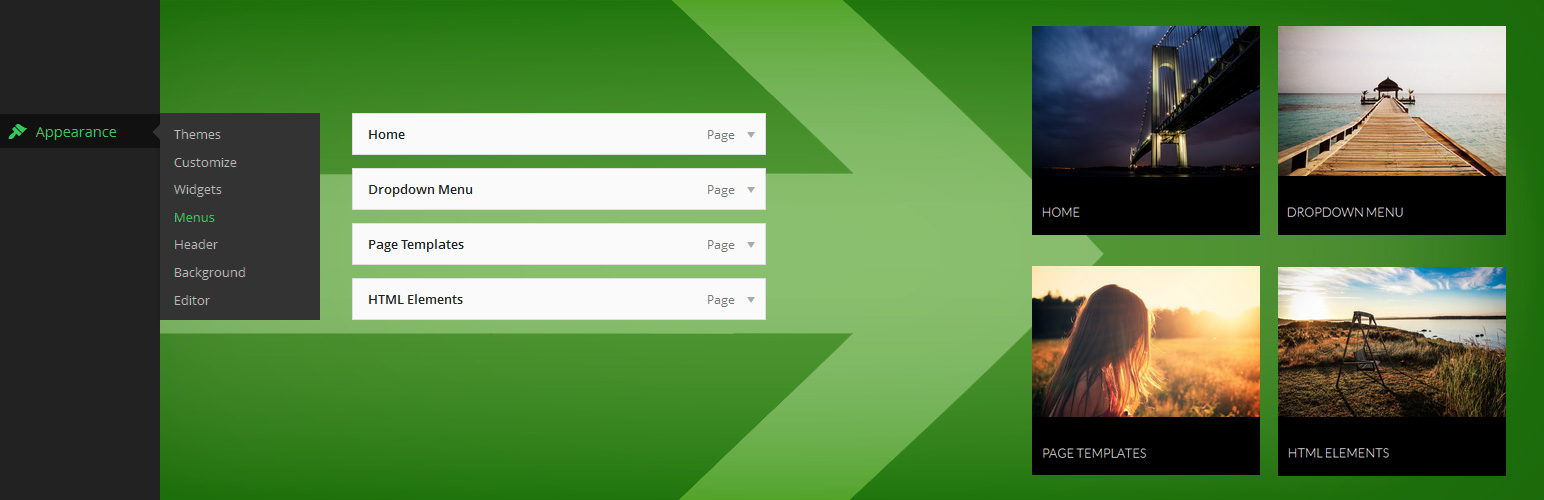 Appearance
Themes
Customize
Widgets
Menus
Header
Background
Editor
Home Page
Dropdown Menu Page
Page Templates Page
HTML Elements Page
HOME
DROPDOWN MENU
PAGE TEMPLATES
HTML ELEMENTS